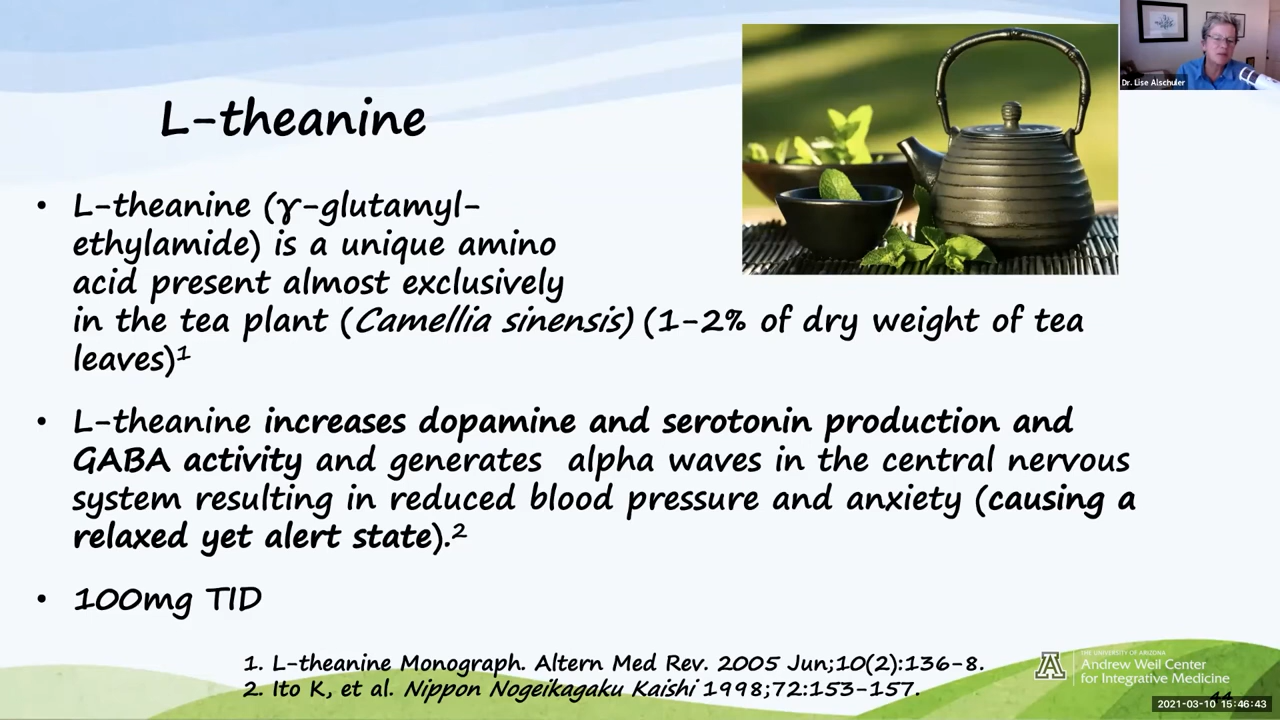 Dr. Lise Alschuler
L-theanine
• L-theanine (γ-glutamyl-
ethylamide) is a unique amino
acid present almost exclusively
in the tea plant (Camellia sinensis) (1-2% of dry weight of tea
leaves)¹
• L-theanine increases dopamine and serotonin production and
GABA activity and generates  alpha waves in the central nervous
system resulting in reduced blood pressure and anxiety (causing a
relaxed yet alert state).²
• 100mg TID
1. L-theanine Monograph. Altern Med Rev. 2005 Jun;10(2):136-8.
2. Ito K, et al. Nippon Nogeikagaku Kaishi 1998;72:153-157.
THE UNIVERSITY OF ARIZONA
Andrew Weil Center
for Integrative Medicine
44
2021-03-10 15:46:43